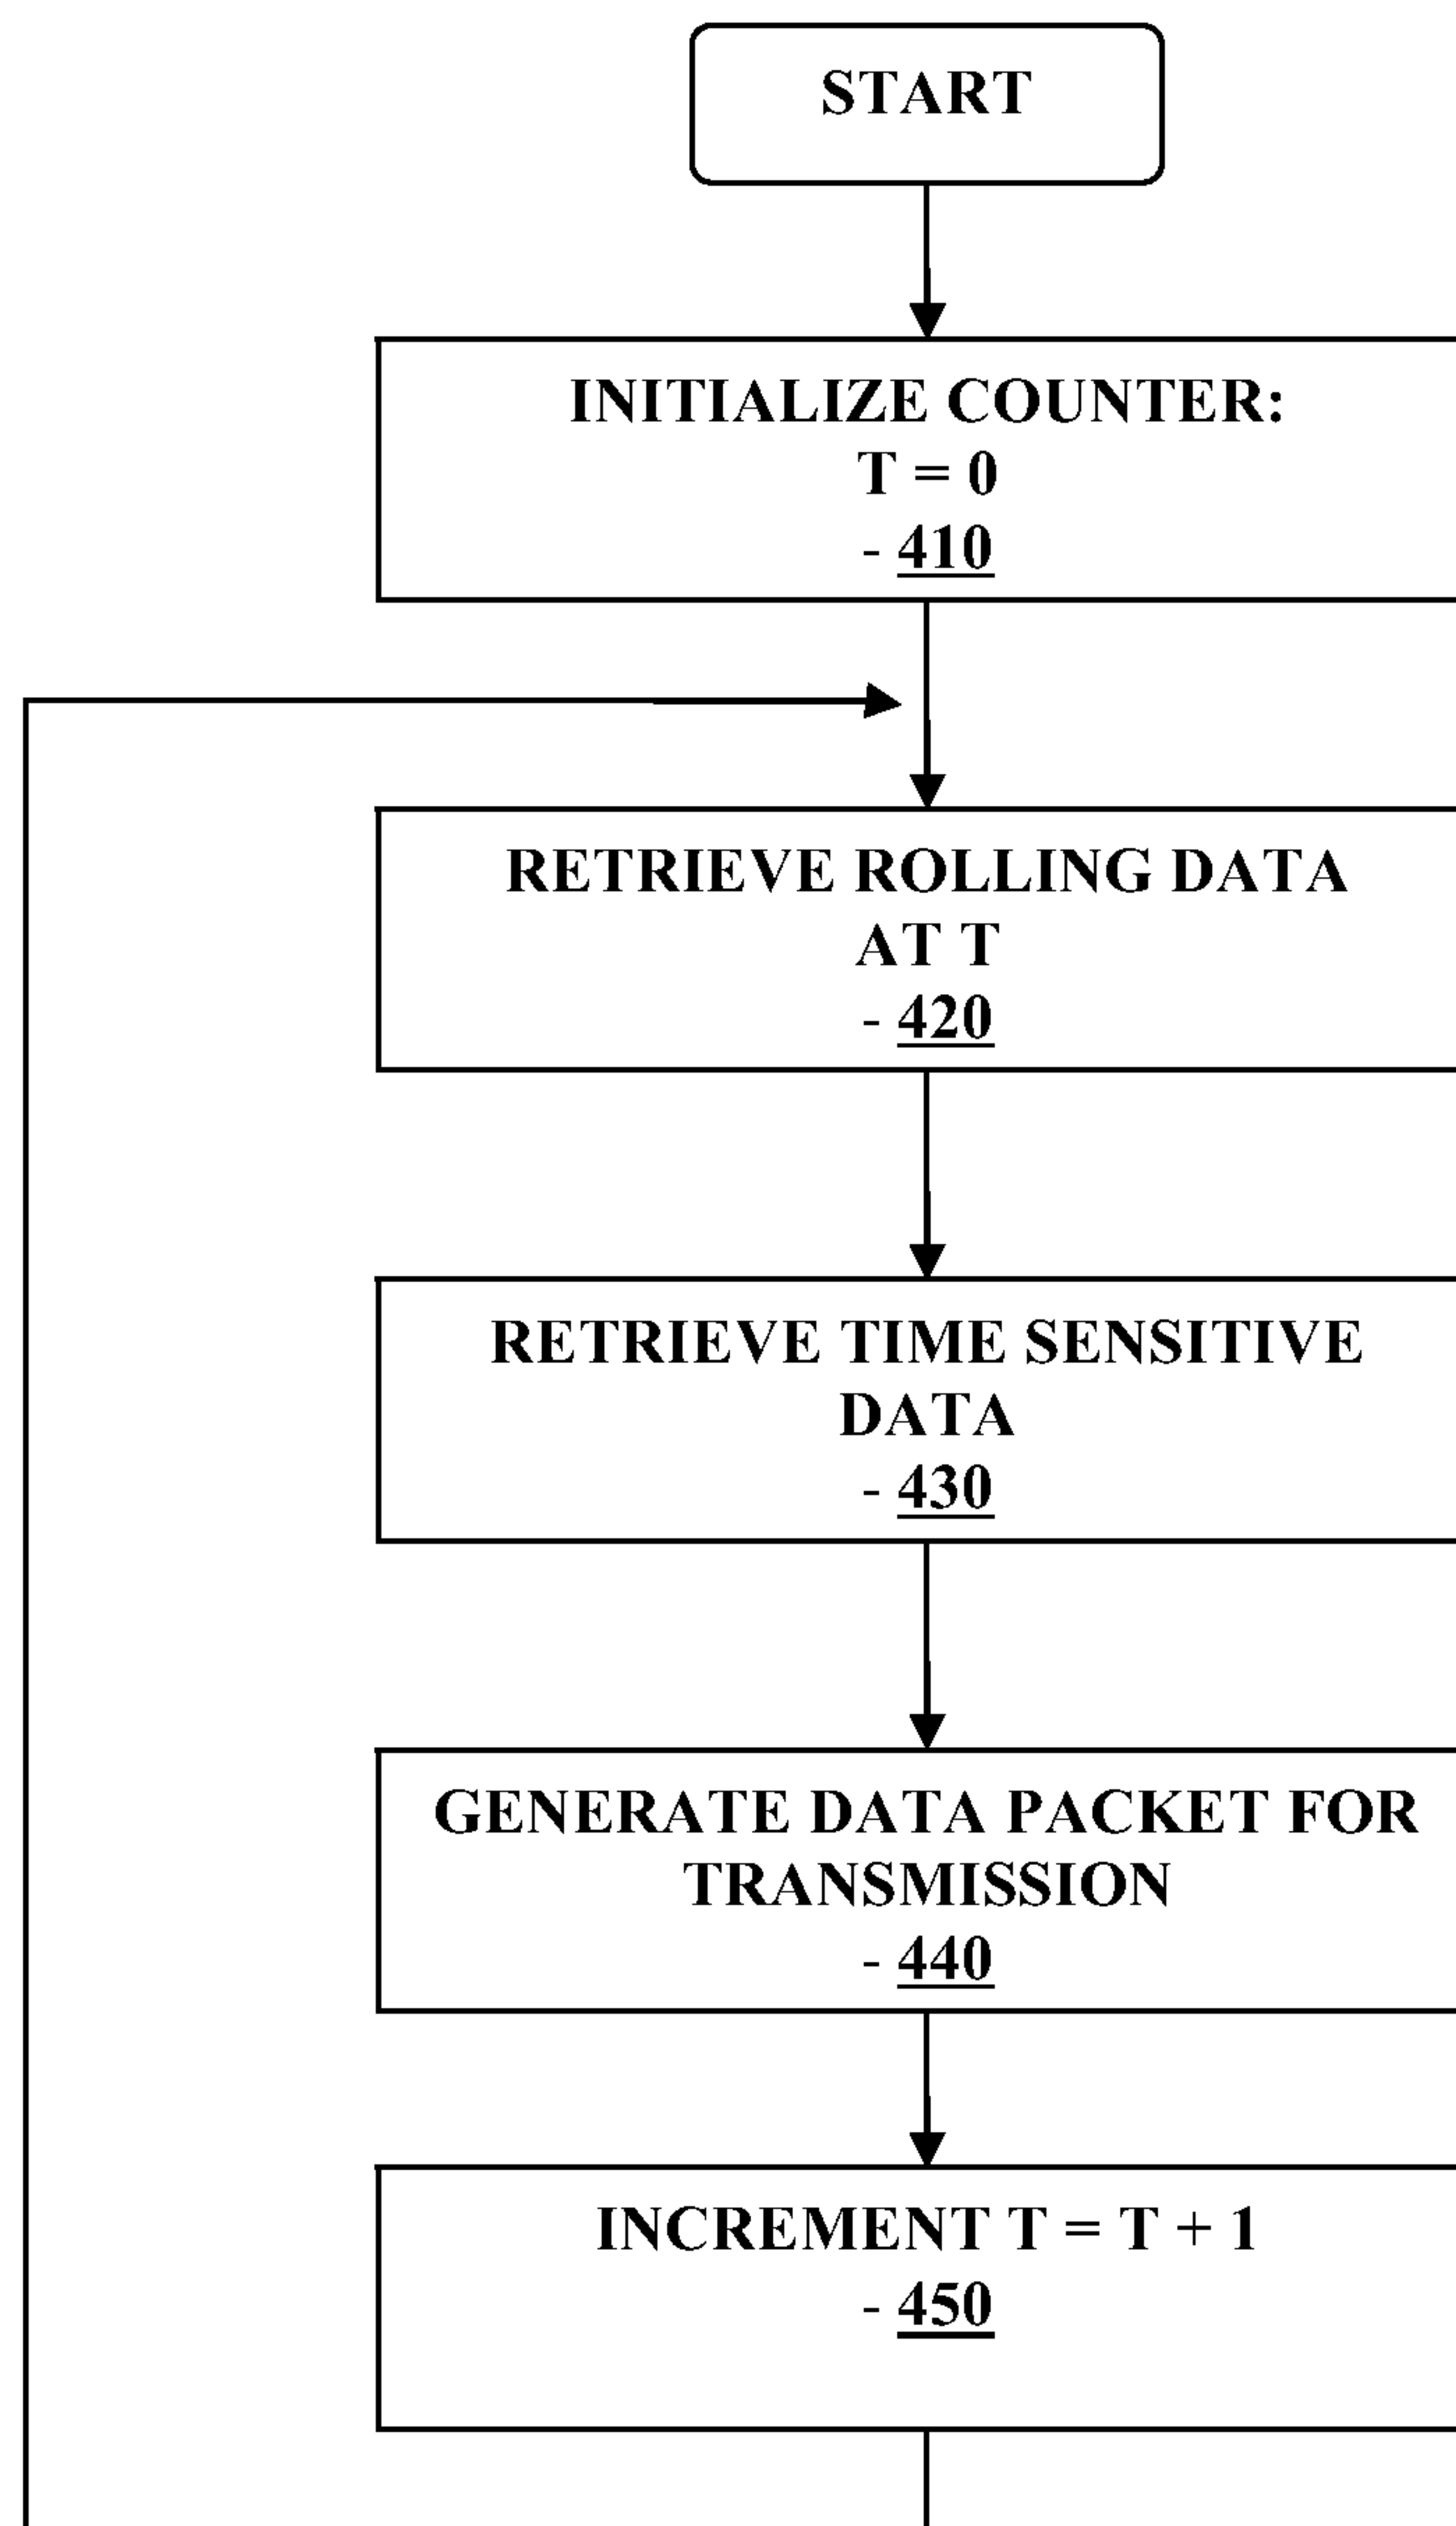 START
INITIALIZE COUNTER:
T = 0
- 410
RETRIEVE ROLLING DATA
AT T
- 420
RETRIEVE TIME SENSITIVE
DATA
- 430
GENERATE DATA PACKET FOR
TRANSMISSION
- 440
INCREMENT T = T + 1
- 450